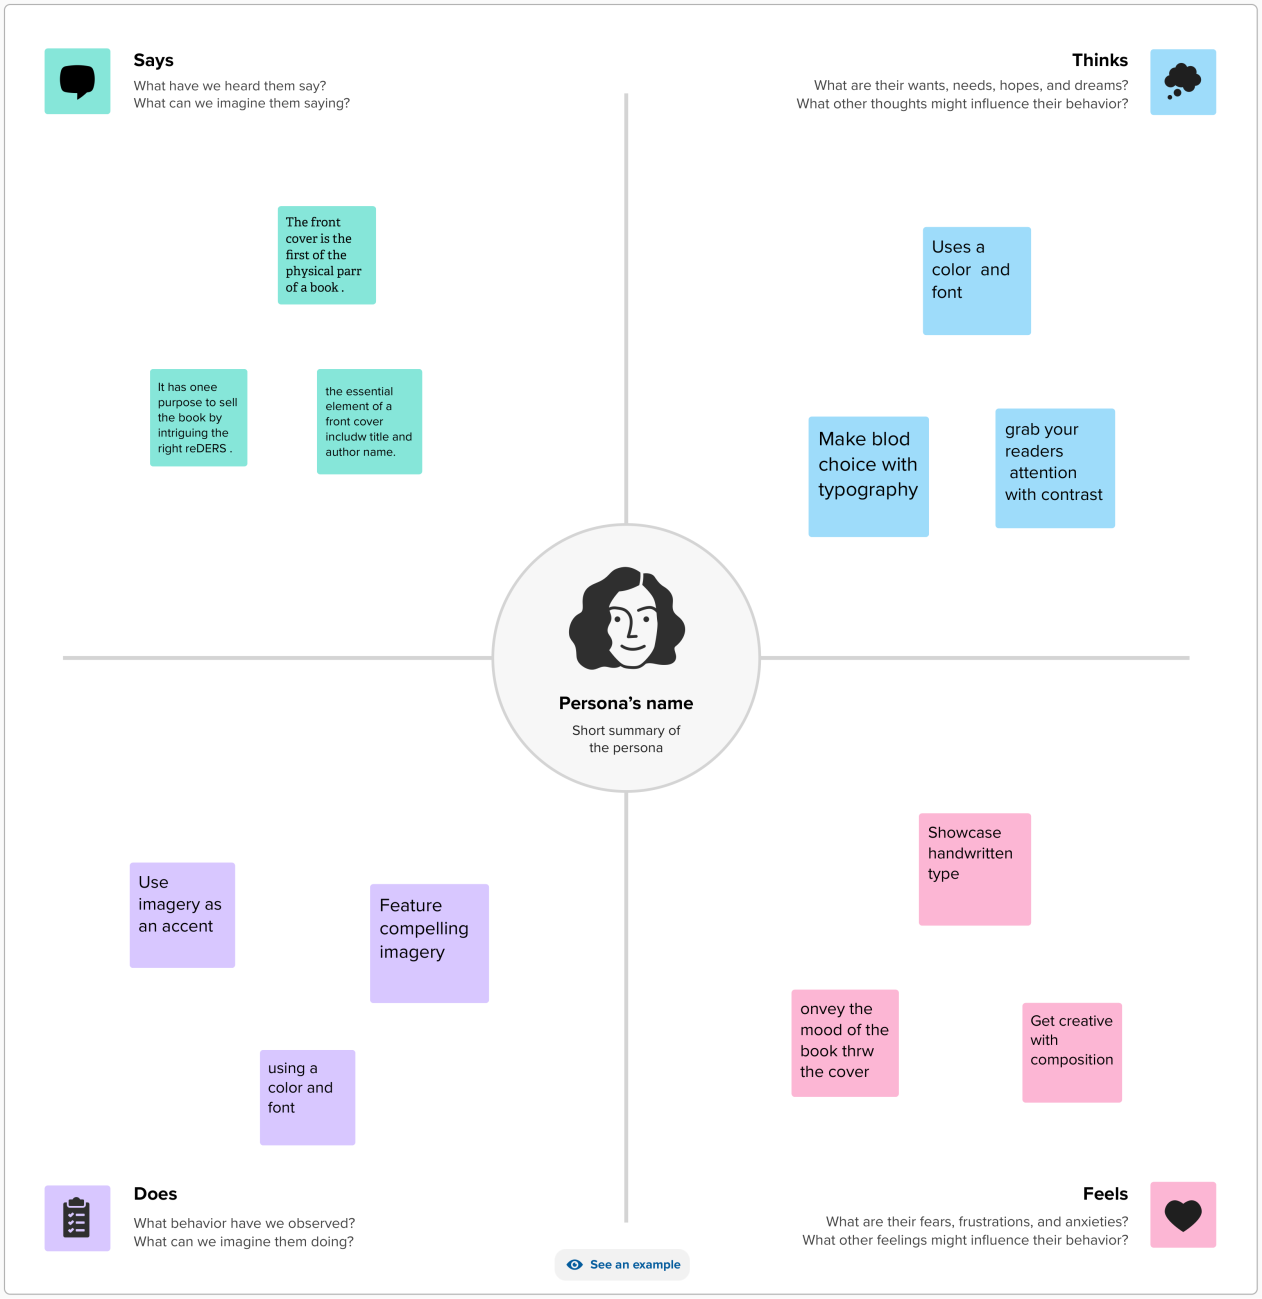 Says
What have we heard them say?
What can we imagine them saying?
Thinks
What are their wants, needs, hopes, and dreams?
What other thoughts might influence their behavior?
The front
cover is the
first of the
physical parr
of a book .
It has onee
purpose to sell
the book by
intriguing the
right reDERS .
the essential
element of a
front cover
includw title and
author name.
Uses a
color  and
font
Make blod
choice with
typography
grab your
readers
attention
with contrast
Persona’s name
Short summary of
the persona
Use
imagery as
an accent
Feature
compelling
imagery
using a
color and
font
Showcase
handwritten
type
onvey the
mood of the
book thrw
the cover
Get creative
with
composition
Does
What behavior have we observed?
What can we imagine them doing?
Feels
What are their fears, frustrations, and anxieties?
What other feelings might influence their behavior?
See an example